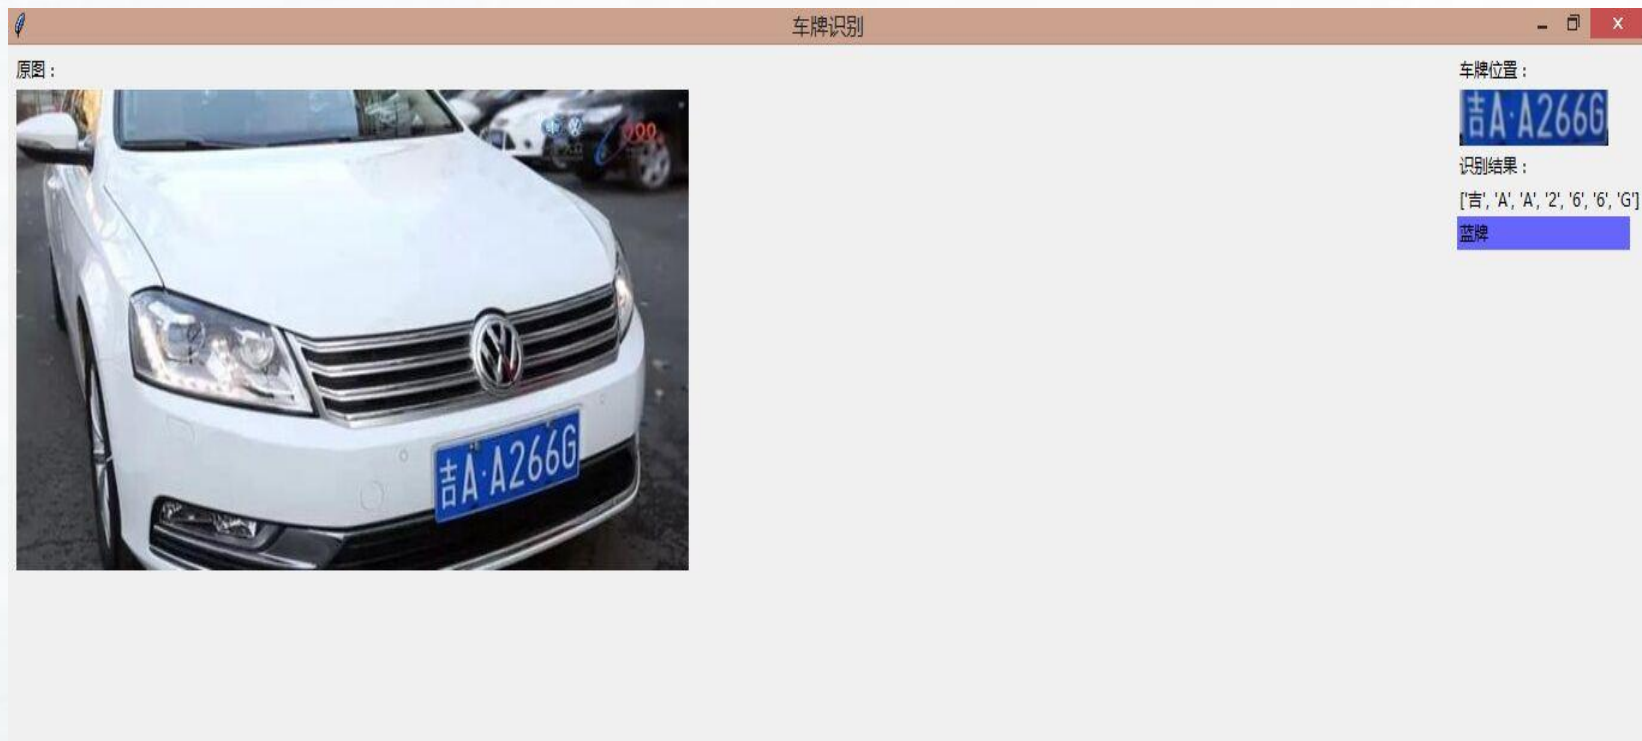 车牌识别
原图：
吉A·A266G
车牌位置：
吉A·A266G
识别结果：
['吉', 'A', 'A', '2', '6', '6', 'G']
蓝牌